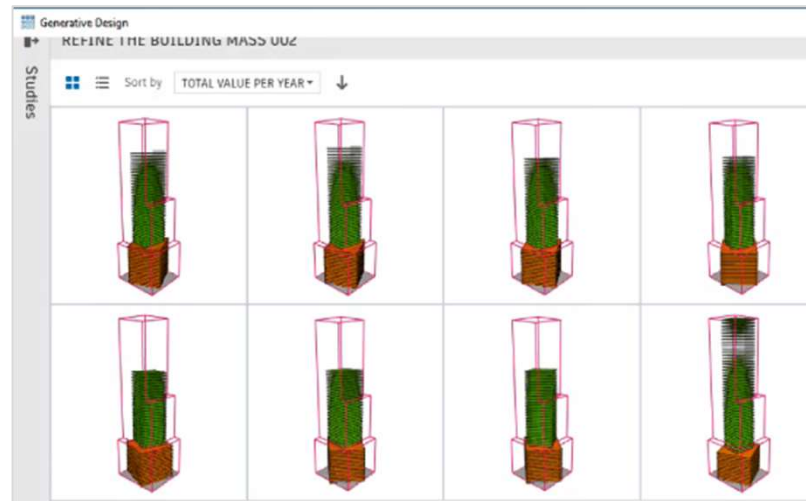 Generative Design
REFINE THE BUILDING MASS 002
Studies
Sort by TOTAL VALUE PER YEAR